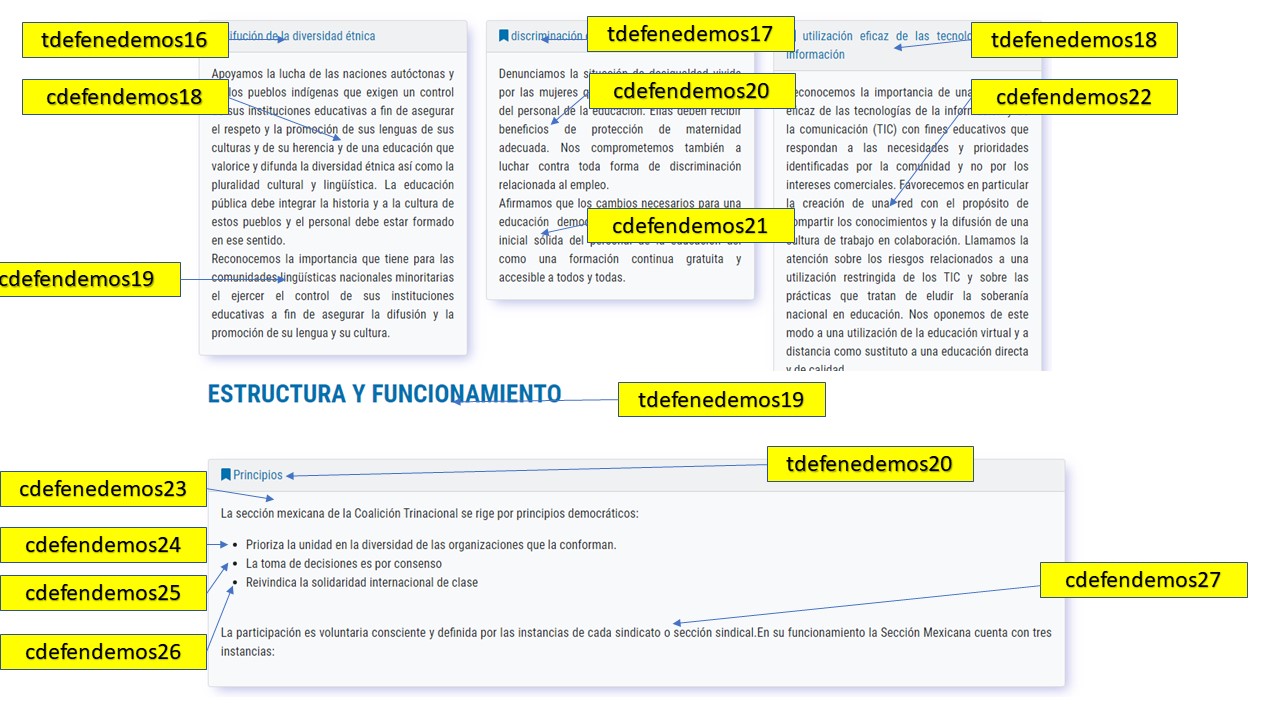 tdefenedemos16
ifución de la diversidad étnica
cdefendemos18
Apoyamos la lucha de las naciones autóctonas y
los pueblos indígenas que exigen un control
sus instituciones educativas a fin de asegurar
el respeto y la promoción de sus lenguas de sus
culturas y de su herencia y de una educación que
valorice y difunda la diversidad étnica así como la
pluralidad cultural y lingüística. La educación
pública debe integrar la historia y a la cultura de
estos pueblos y el personal debe estar formado
en ese sentido.
Reconocemos la importancia que tiene para las
cdefendemos19
comunidades lingüísticas nacionales minoritarias
el ejercer el control de sus instituciones
educativas a fin de asegurar la difusión y la
promoción de su lengua y su cultura.
discriminación
tdefenedemos17
Denunciamos la situación de desigualdad vivida
por las mujeres
cdefendemos20
del personal de la educación. Ellas deben recibir
beneficios de protección de maternidad
adecuada. Nos comprometemos también a
luchar contra toda forma de discriminación
relacionada al empleo.
Afirmamos que los cambios necesarios para una
educación
cdefendemos21
inicial sólida del personal de la educación así
como una formación continua gratuita y
accesible a todos y todas.
utilización eficaz de las
tdefenedemos18
información
cdefendemos22
econocemos la importancia de una
eficaz de las tecnologías de la
la comunicación (TIC) con fines educativos que
respondan a las necesidades y prioridades
identificadas por la comunidad y no por los
intereses comerciales. Favorecemos en particular
la creación de una red con el propósito de
ompartir los conocimientos y la difusión de una
ultura de trabajo en colaboración. Llamamos la
atención sobre los riesgos relacionados a una
utilización restringida de los TIC y sobre las
prácticas que tratan de eludir la soberanía
nacional en educación. Nos oponemos de este
modo a una utilización de la educación virtual y a
distancia como sustituto a una educación directa
y de calidad
ESTRUCTURA Y FUNCIONAMIENTO
tdefenedemos19
Principios
tdefenedemos20
cdefenedemos23
La sección mexicana de la Coalición Trinacional se rige por principios democráticos:
cdefendemos24
• Prioriza la unidad en la diversidad de las organizaciones que la conforman.
• La toma de decisiones es por consenso
cdefendemos25
• Reivindica la solidaridad internacional de clase
cdefendemos27
cdefendemos26
La participación es voluntaria consciente y definida por las instancias de cada sindicato o sección sindical.En su funcionamiento la Sección Mexicana cuenta con tres
instancias: